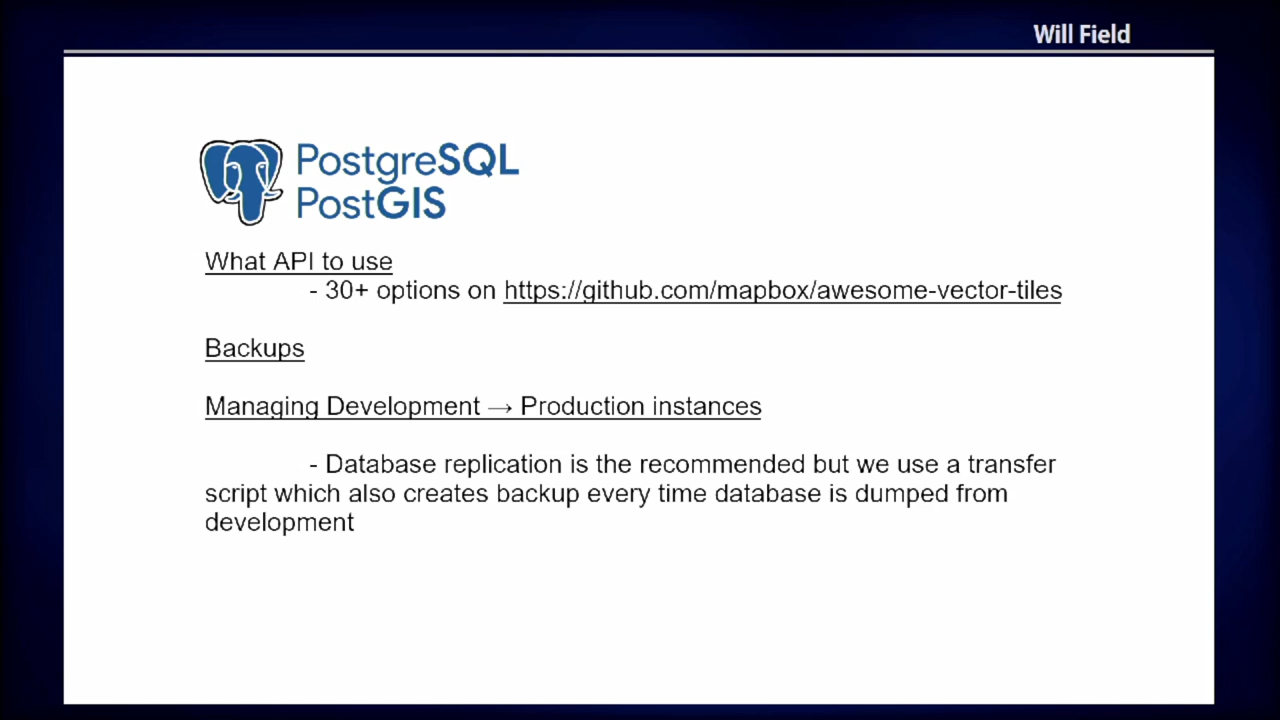 Will Field
PostgreSQL
PostGIS
What API to use
- 30+ options on https://github.com/mapbox/awesome-vector-tiles
Backups
Managing Development → Production instances
- Database replication is the recommended but we use a transfer
script which also creates backup every time database is dumped from
development